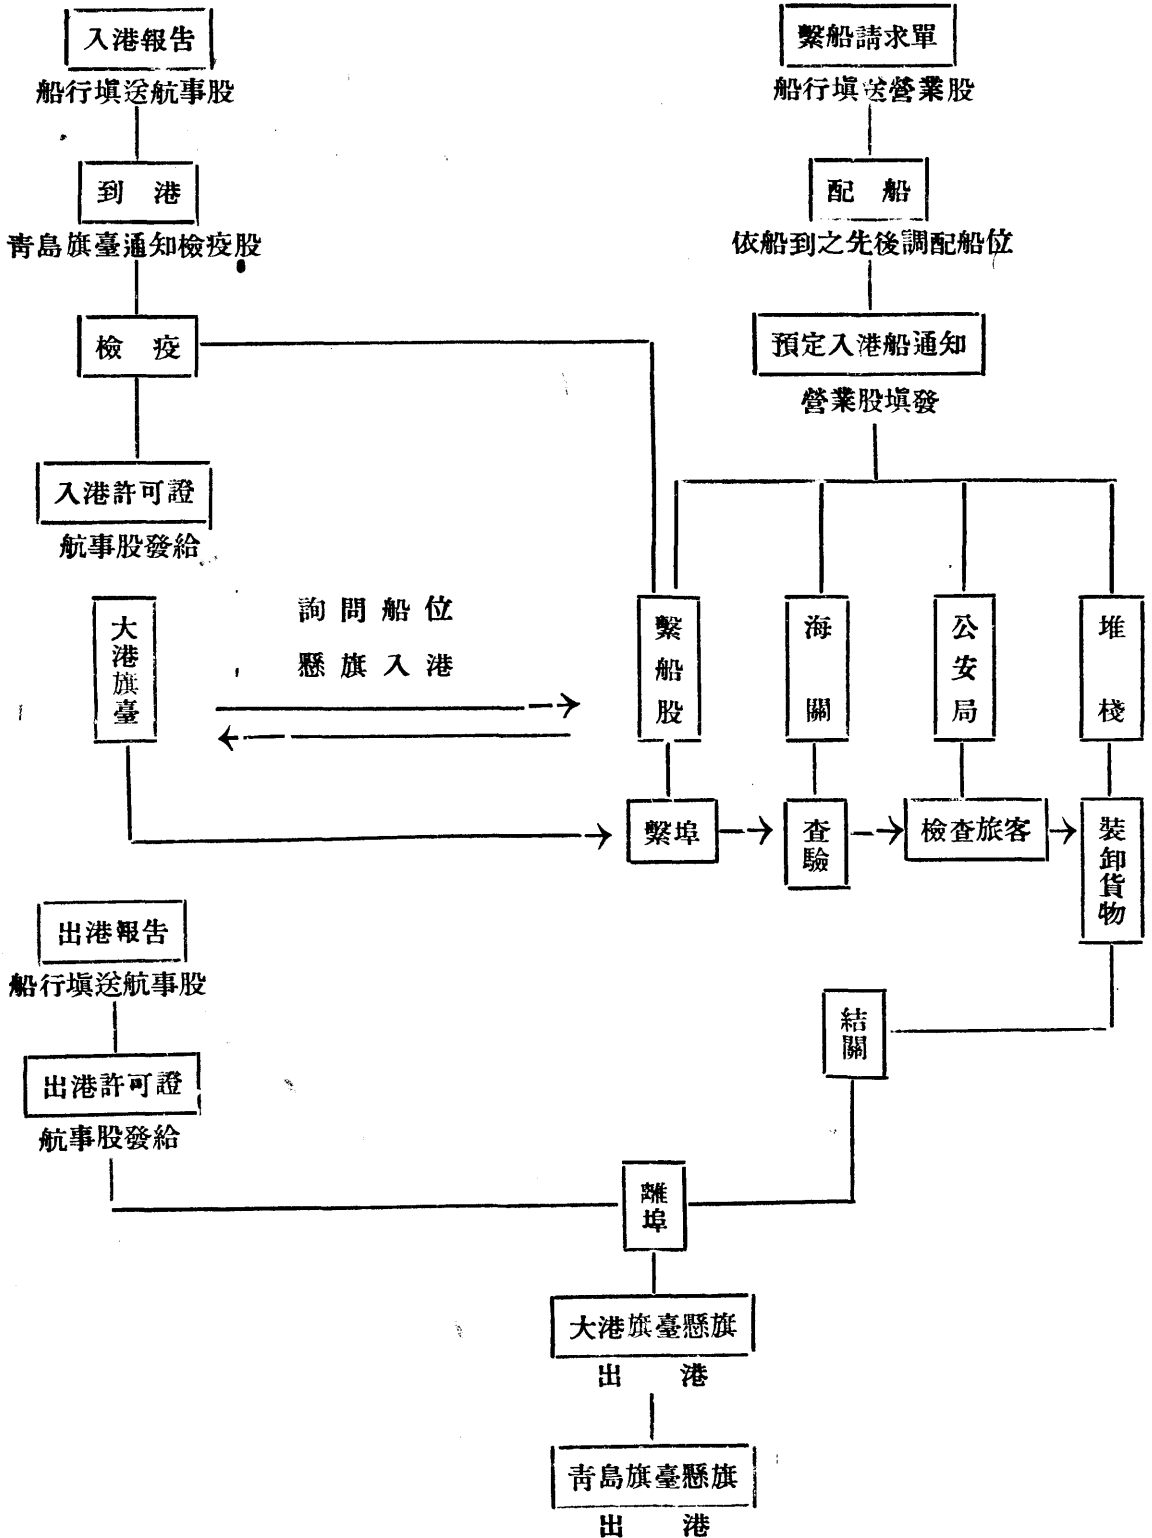 入港報告
船行塡送航事股
到港
靑島旗臺通知檢疫股
檢疫
入港許可證
航事股發給
大港旗臺
詢問船位
懸旗入港
繫船請求單
船行塡送營業股
配船
依船到之先後調配船位
預定入港船通知
營業股塡發
繫船股
海關
公安局
堆棧
繫埠
查驗
檢查旅客
裝卸貨物
出港報告
船行塡送航事股
出港許可證
航事股發給
結關
離埠
大港旗臺懸旗
出港
靑島旗臺懸旗
出港